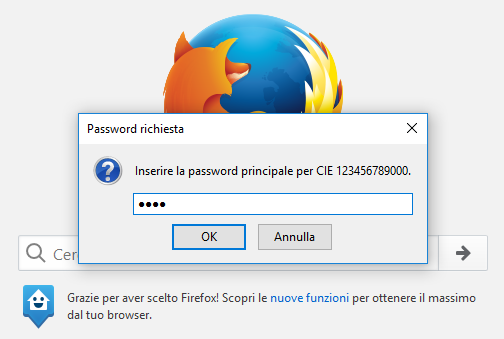 Password richiesta
Inserire la password principale per CIE 123456789000.
●●●●
OK
Annulla
Cer
Grazie per aver scelto Firefox! Scopri le nuove funzioni per ottenere il massimo
dal tuo browser.